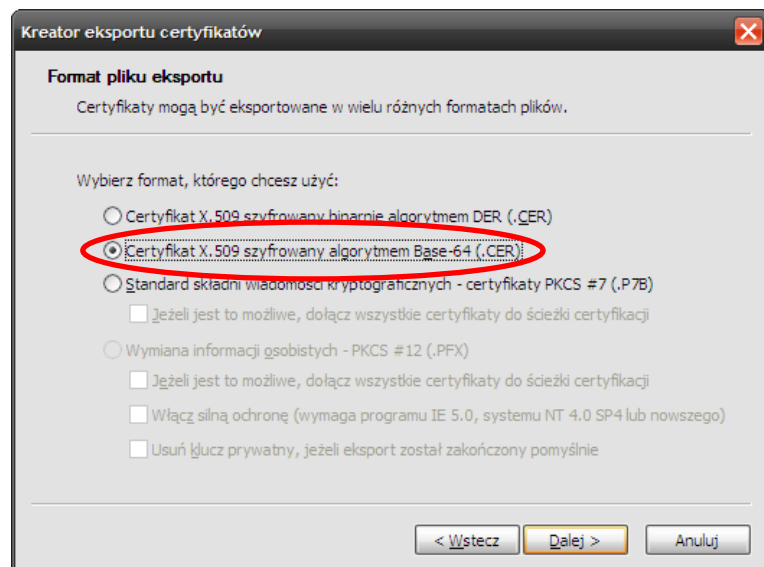 Kreator eksportu certyfikatów
Format pliku eksportu
Certyfikaty mogą być eksportowane w wielu różnych formatach plików.
Wybierz format, którego chcesz użyć:
Certyfikat X.509 szyfrowany binarnie algorytmem DER (.CER)
Certyfikat X.509 szyfrowany algorytmem Base-64 (.CER)
Standard składni wiadomości kryptograficznych - certyfikaty PKCS #7 (.P7B)
Jeżeli jest to możliwe, dołącz wszystkie certyfikaty do ścieżki certyfikacji
Wymiana informacji osobistych - PKCS #12 (.PFX)
Jeżeli jest to możliwe, dołącz wszystkie certyfikaty do ścieżki certyfikacji
Włącz silną ochronę (wymaga programu IE 5.0, systemu NT 4.0 SP4 lub nowszego)
Usuń klucz prywatny, jeżeli eksport został zakończony pomyślnie
< Wstecz Dalej > Anuluj